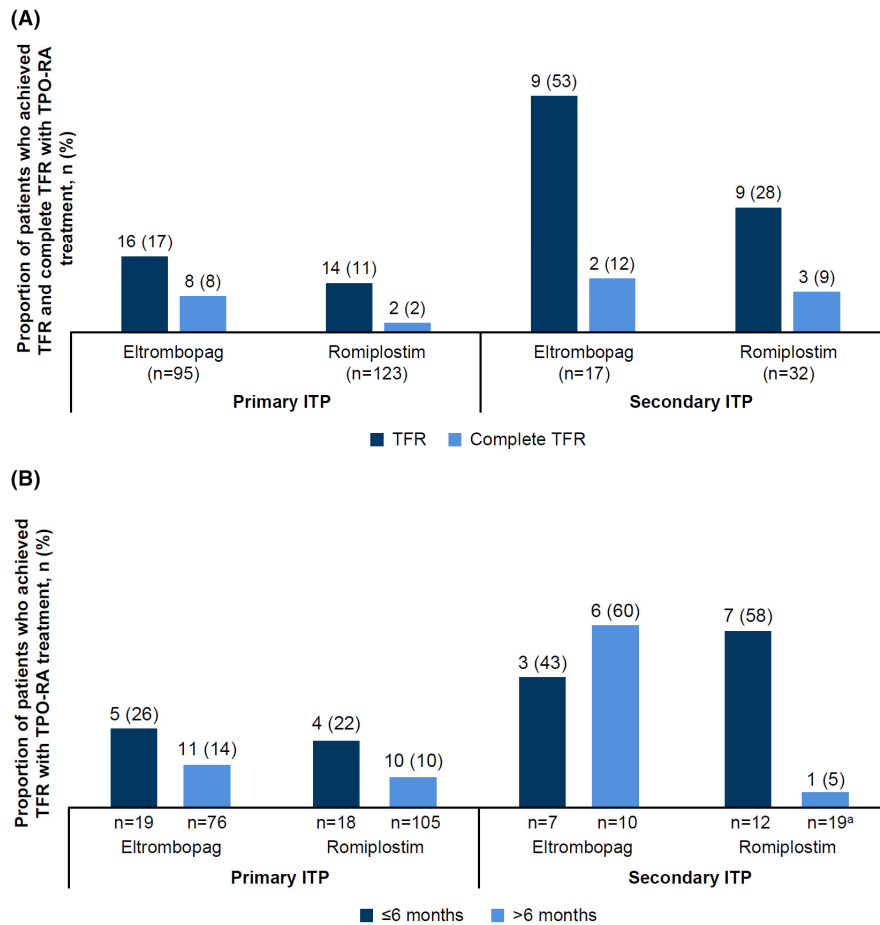 (A)
Proportion of patients who achieved
TFR and complete TFR with TPO-RA
treatment, n (%)
16 (17)
8 (8)
14 (11)
2 (2)
9 (53)
2 (12)
9 (28)
3 (9)
Eltrombopag
(n=95)
Romiplostim
(n=123)
Eltrombopag
(n=17)
Romiplostim
(n=32)
Primary ITP
Secondary ITP
TFR
Complete TFR
(B)
Proportion of patients who achieved
TFR with TPO-RA treatment, n (%)
5 (26)
11 (14)
4 (22)
10 (10)
3 (43)
6 (60)
7 (58)
1 (5)
n=19
n=76
n=18
n=105
n=7
n=10
n=12
n=19ᵃ
Eltrombopag
Romiplostim
Eltrombopag
Romiplostim
Primary ITP
Secondary ITP
≤6 months
>6 months